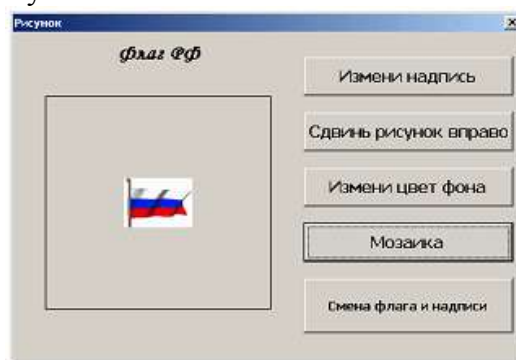 Рисунок
Флаг РФ
Измени надпись
Сдвинь рисунок вправо
Измени цвет фона
Мозаика
Смена флага и надписи